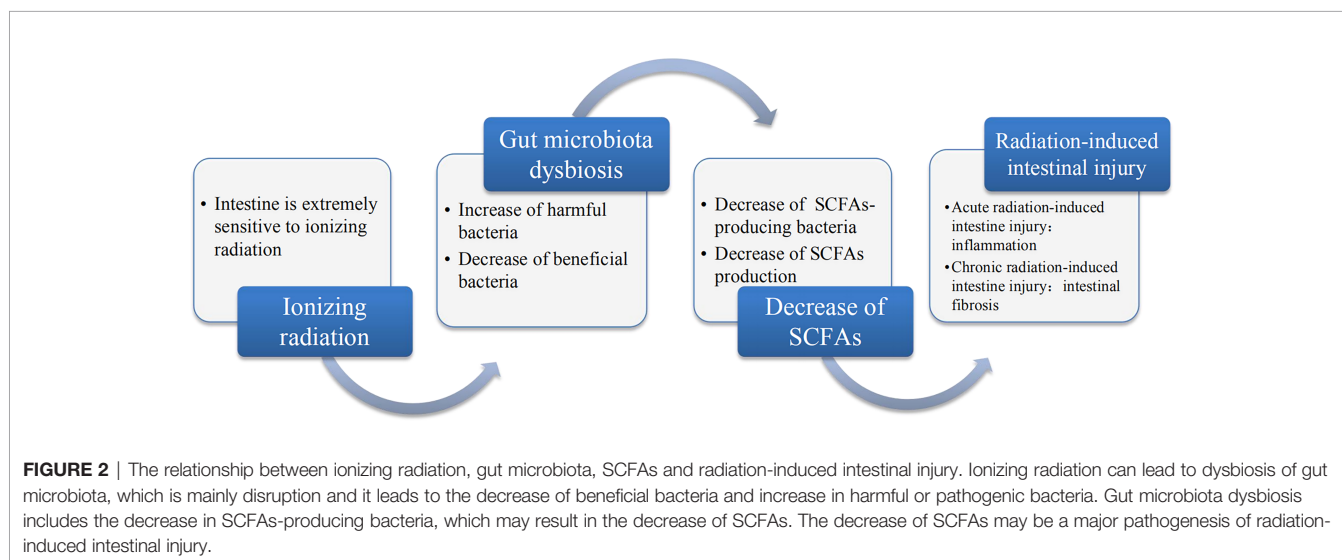 • Intestine is extremely
sensitive to ionizing
radiation
Ionizing
radiation
Gut microbiota
dysbiosis
• Increase of harmful
bacteria
• Decrease of beneficial
bacteria
• Decrease of SCFAs-
producing bacteria
• Decrease of SCFAs
production
Decrease of
SCFAs
Radiation-induced
intestinal injury
•Acute radiation-induced
intestine injury：
inflammation
•Chronic radiation-induced
intestine injury： intestinal
fibrosis
FIGURE 2 | The relationship between ionizing radiation, gut microbiota, SCFAs and radiation-induced intestinal injury. Ionizing radiation can lead to dysbiosis of gut
microbiota, which is mainly disruption and it leads to the decrease of beneficial bacteria and increase in harmful or pathogenic bacteria. Gut microbiota dysbiosis
includes the decrease in SCFAs-producing bacteria, which may result in the decrease of SCFAs. The decrease of SCFAs may be a major pathogenesis of radiation-
induced intestinal injury.